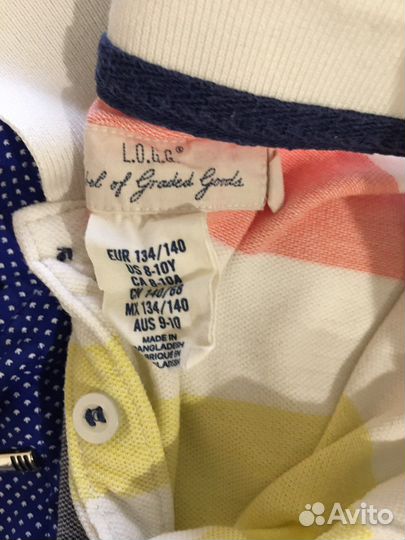 L.O.G.G.®
Label of Graded Goods
EUR 134/140
US 8-10Y
CA 8-10A
CN 140/68
MX 134/140
AUS 9-10
MADE IN
BANGLADESH
FABRIQUE EN
BANGLADESH
Avito